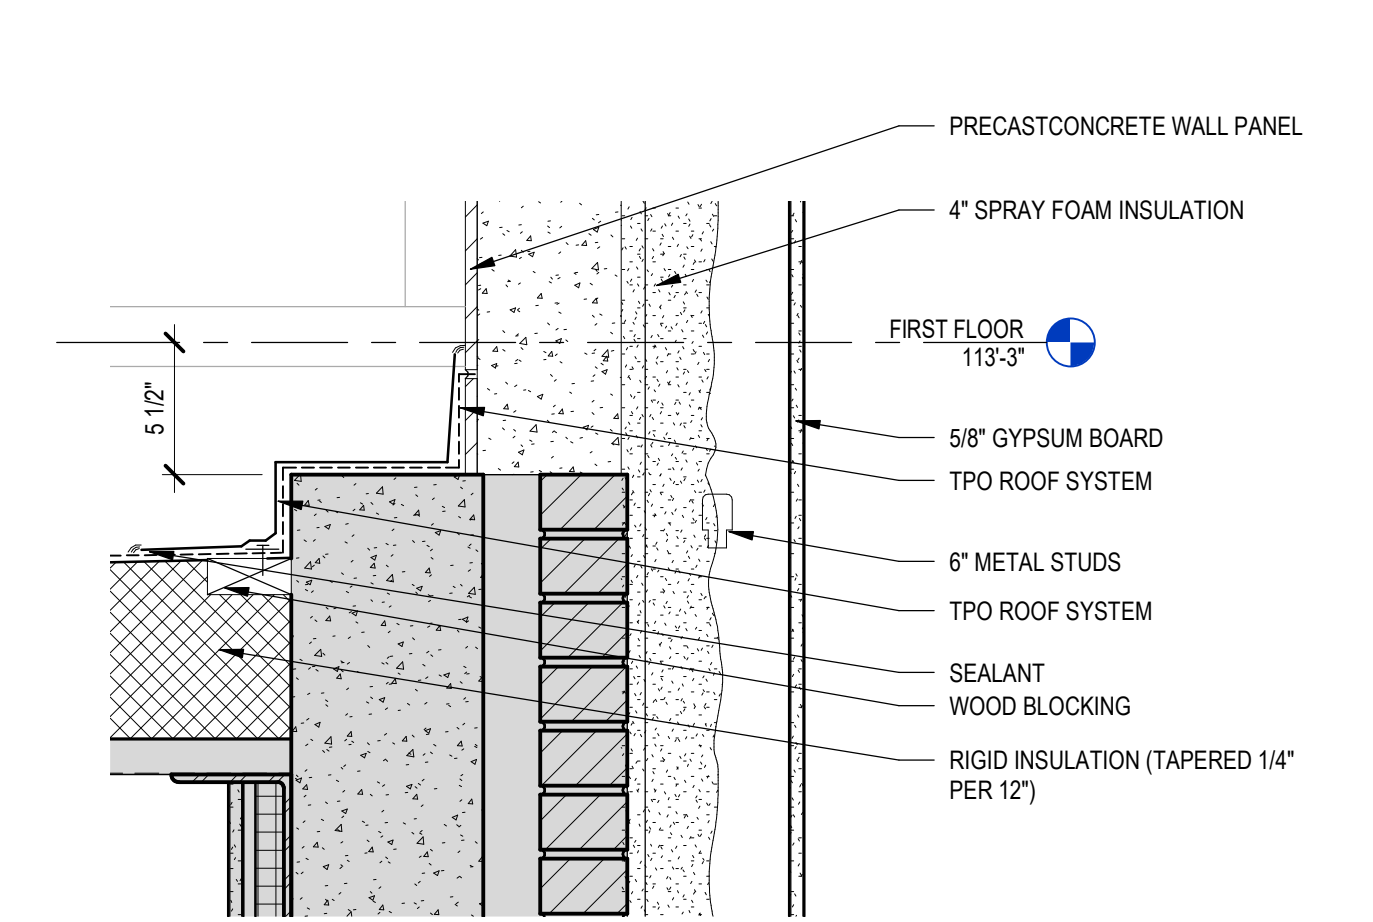 PRECASTCONCRETE WALL PANEL
4" SPRAY FOAM INSULATION
FIRST FLOOR
113'-3"
5 1/2"
5/8" GYPSUM BOARD
TPO ROOF SYSTEM
6" METAL STUDS
TPO ROOF SYSTEM
SEALANT
WOOD BLOCKING
RIGID INSULATION (TAPERED 1/4"
PER 12")